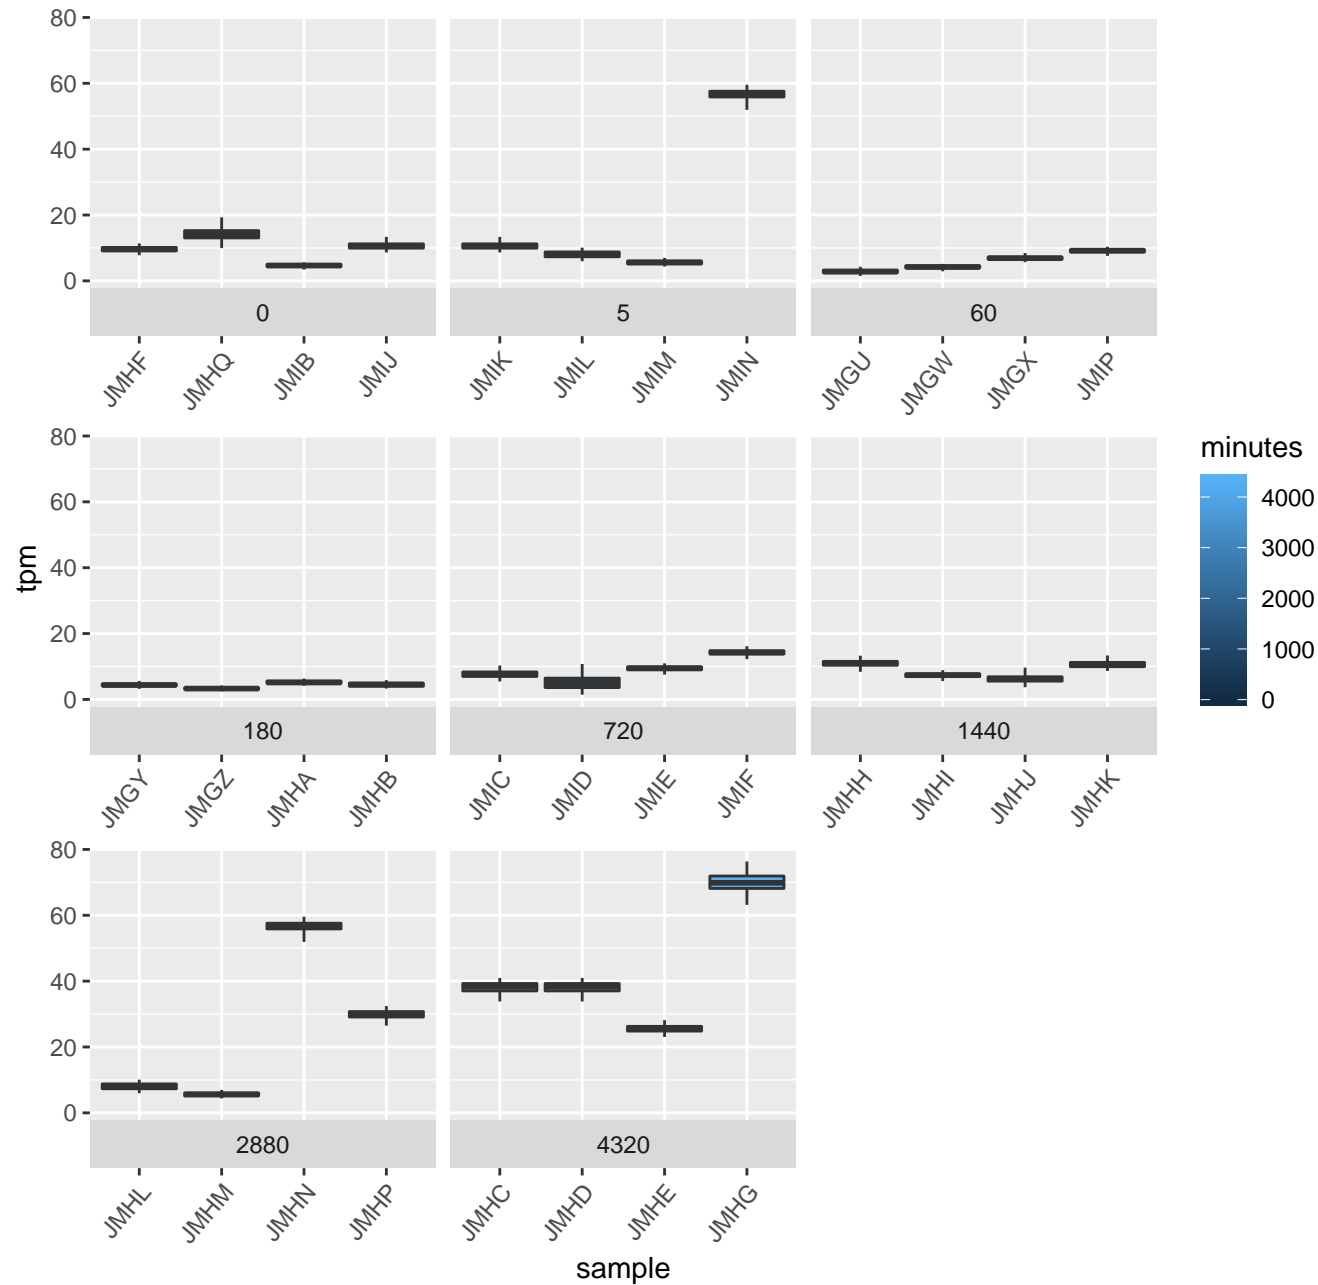 80
60
40
20
0
0
5
60
JMHF
JMHQ
JMIB
JMIJ
JMIK
JMIL
JMIM
JMIN
JMGU
JMGW
JMGX
JMIP
tpm
80
60
40
20
0
180
720
1440
JMGY
JMGZ
JMHA
JMHB
JMIC
JMID
JMIE
JMIF
JMHH
JMHI
JMHJ
JMHK
80
60
40
20
0
2880
4320
JMHL
JMHM
JMHN
JMHP
JMHC
JMHD
JMHE
JMHG
sample
minutes
4000
3000
2000
1000
0